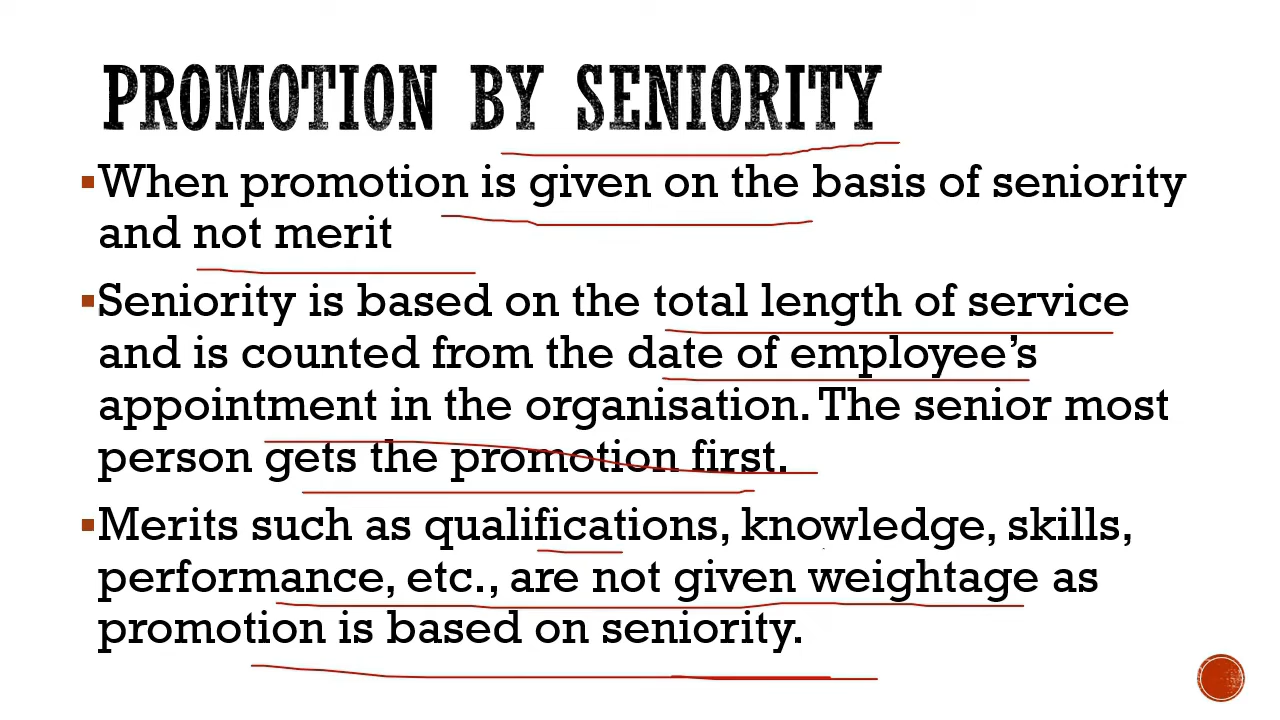 PROMOTION BY SENIORITY
▪When promotion is given on the basis of seniority
and not merit
▪Seniority is based on the total length of service
and is counted from the date of employee’s
appointment in the organisation. The senior most
person gets the promotion first.
▪Merits such as qualifications, knowledge, skills,
performance, etc., are not given weightage as
promotion is based on seniority.